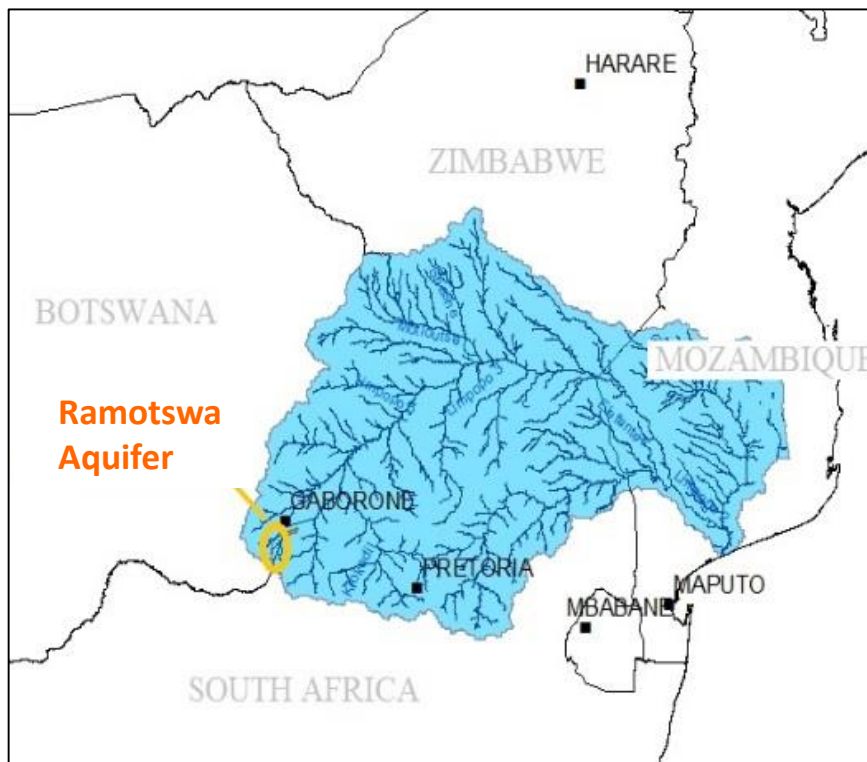 HARARE
ZIMBABWE
BOTSWANA
MOZAMBIQUE
Ramotswa
Aquifer
GABORONE
PRETORIA
MAPUTO
MBABANE
SOUTH AFRICA